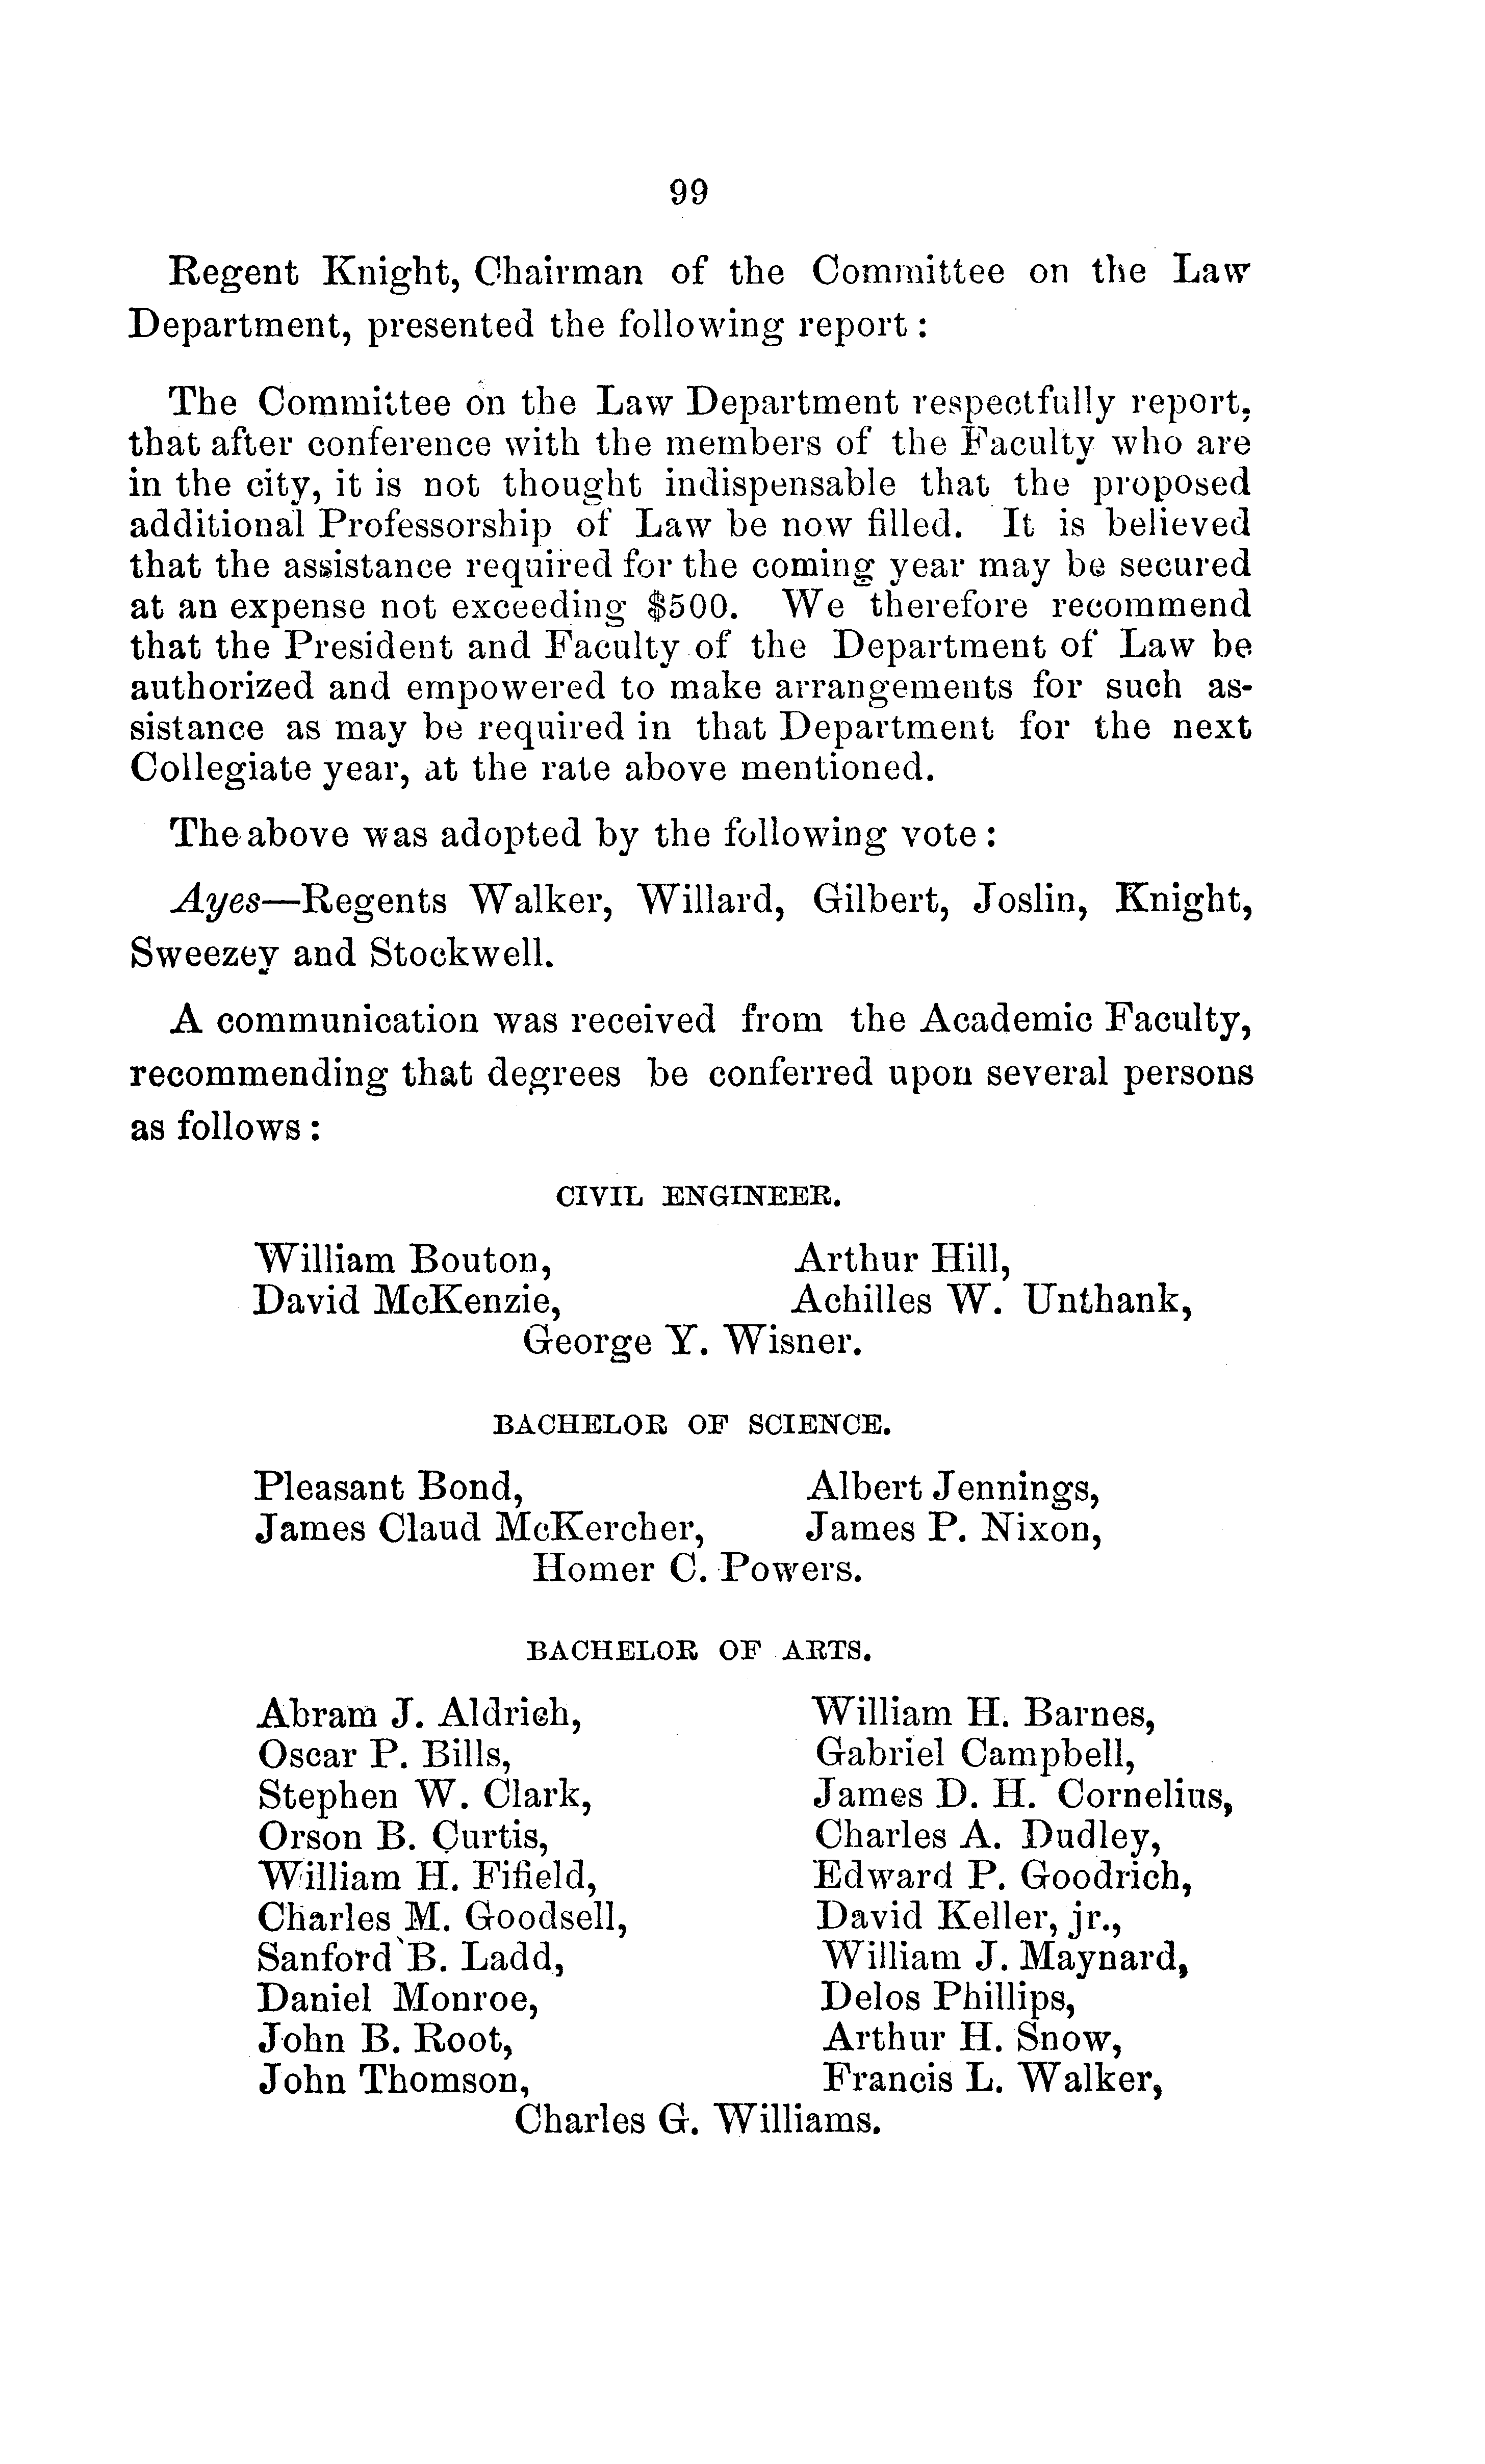 99
Regent Knight, Chairman of the Committee on the Law
Department, presented the following report:
The Committee on the Law Department respectfully report,
that after conference with the members of the Faculty who are
in the city, it is not thought indispensable that the proposed
additional Professorship of Law be now filled. It is believed
that the assistance required for the coming year may be secured
at an expense not exceeding $500. We therefore recommend
that the President and Faculty of the Department of Law be
authorized and empowered to make arrangements for such as-
sistance as may be required in that Department for the next
Collegiate year, at the rate above mentioned.
The above was adopted by the following vote:
Ayes—Regents Walker, Willard, Gilbert, Joslin, Knight,
Sweezey and Stockwell.
A communication was received from the Academic Faculty,
recommending that degrees be conferred upon several persons
as follows:
CIVIL ENGINEER.
William Bouton, Arthur Hill,
David McKenzie, Achilles W. Unthank,
George Y. Wisner.
BACHELOR OF SCIENCE.
Pleasant Bond, Albert Jennings,
James Claud McKercher, James P. Nixon,
Homer C. Powers.
BACHELOR OF ARTS.
Abram J. Aldrich, William H. Barnes,
Oscar P. Bills, Gabriel Campbell,
Stephen W. Clark, James D. H. Cornelius,
Orson B. Curtis, Charles A. Dudley,
William H. Fifield, Edward P. Goodrich,
Charles M. Goodsell, David Keller, jr.,
Sanford B. Ladd, William J. Maynard,
Daniel Monroe, Delos Phillips,
John B. Root, Arthur H. Snow,
John Thomson, Francis L. Walker,
Charles G. Williams.